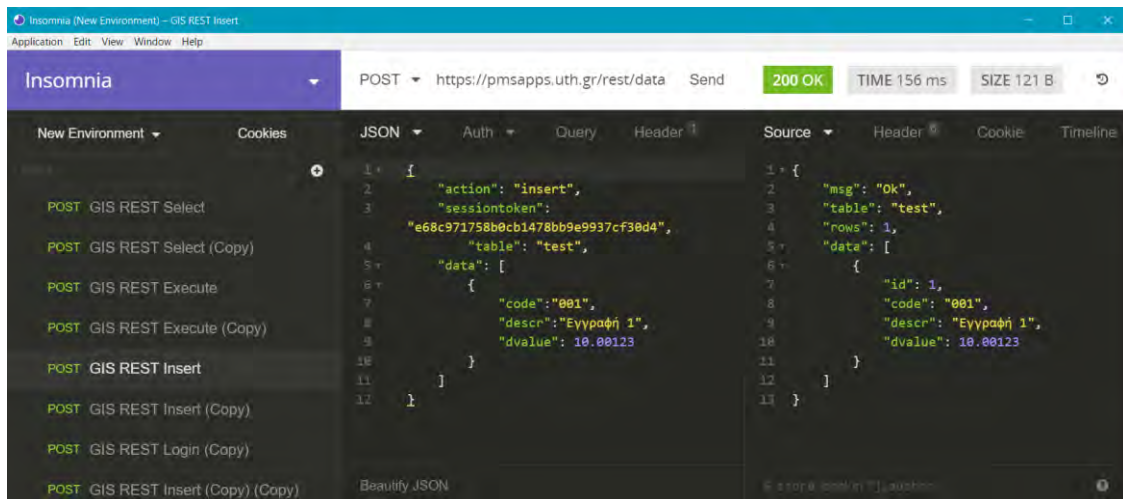 Insomnia (New Environment) – GIS REST Insert
Application Edit View Window Help
Insomnia
POST https://pmsapps.uth.gr/rest/data Send
200 OK TIME 156 ms SIZE 121 B
New Environment Cookies
POST GIS REST Select
POST GIS REST Select (Copy)
POST GIS REST Execute
POST GIS REST Execute (Copy)
POST GIS REST Insert
POST GIS REST Insert (Copy)
POST GIS REST Login (Copy)
POST GIS REST Insert (Copy) (Copy)
JSON Auth Query Header 1
1 {
2 "action": "insert",
3 "sessiontoken":
"e68c971758b0cb1478bb9e9937cf30d4",
4 "table": "test",
5 "data": [
6 {
7 "code":"001",
8 "descr":"Εγγραφή 1",
9 "dvalue": 10.00123
10 }
11 ]
12 }
Beautify JSON
Source Header 6 Cookie Timeline
1 {
2 "msg": "Ok",
3 "table": "test",
4 "rows": 1,
5 "data": [
6 {
7 "id": 1,
8 "code": "001",
9 "descr": "Εγγραφή 1",
10 "dvalue": 10.00123
11 }
12 ]
13 }